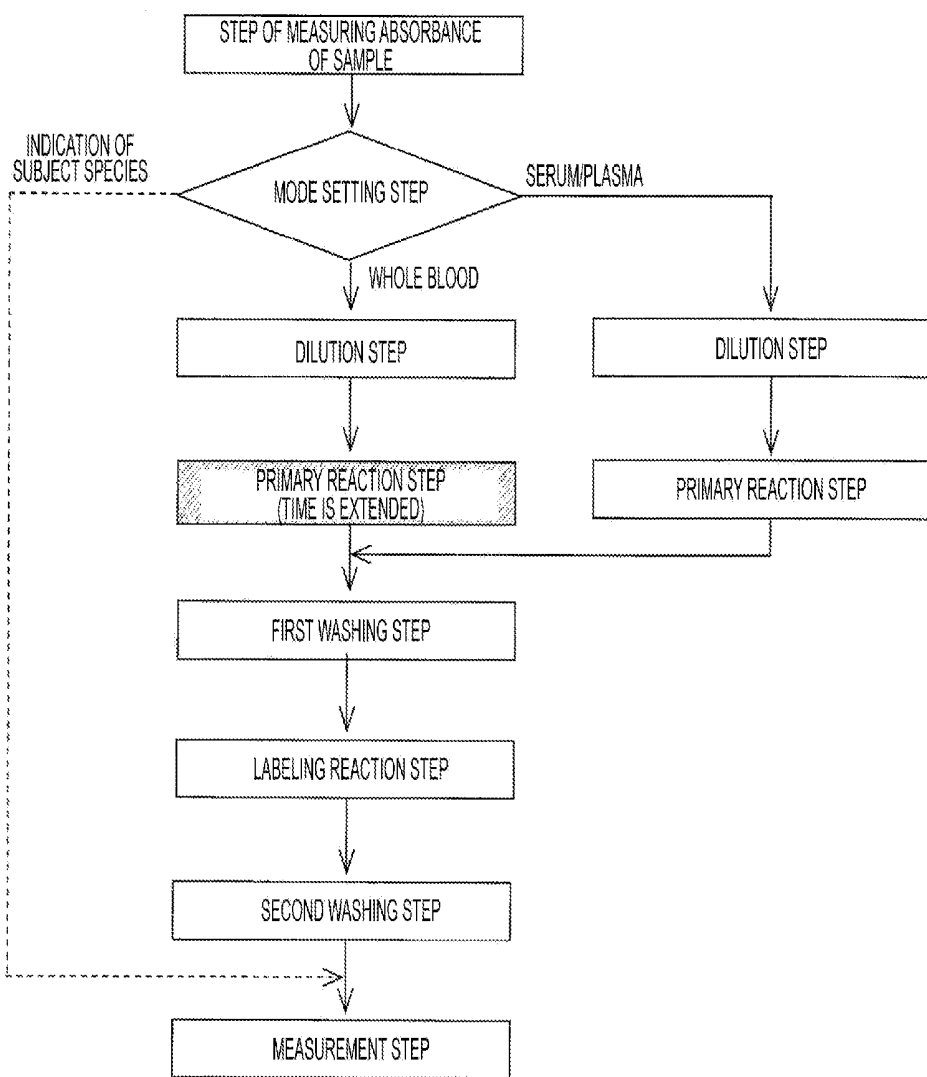 STEP OF MEASURING ABSORBANCE
OF SAMPLE
INDICATION OF
SUBJECT SPECIES
MODE SETTING STEP
SERUM/PLASMA
WHOLE BLOOD
DILUTION STEP
DILUTION STEP
PRIMARY REACTION STEP
(TIME IS EXTENDED)
PRIMARY REACTION STEP
FIRST WASHING STEP
LABELING REACTION STEP
SECOND WASHING STEP
MEASUREMENT STEP